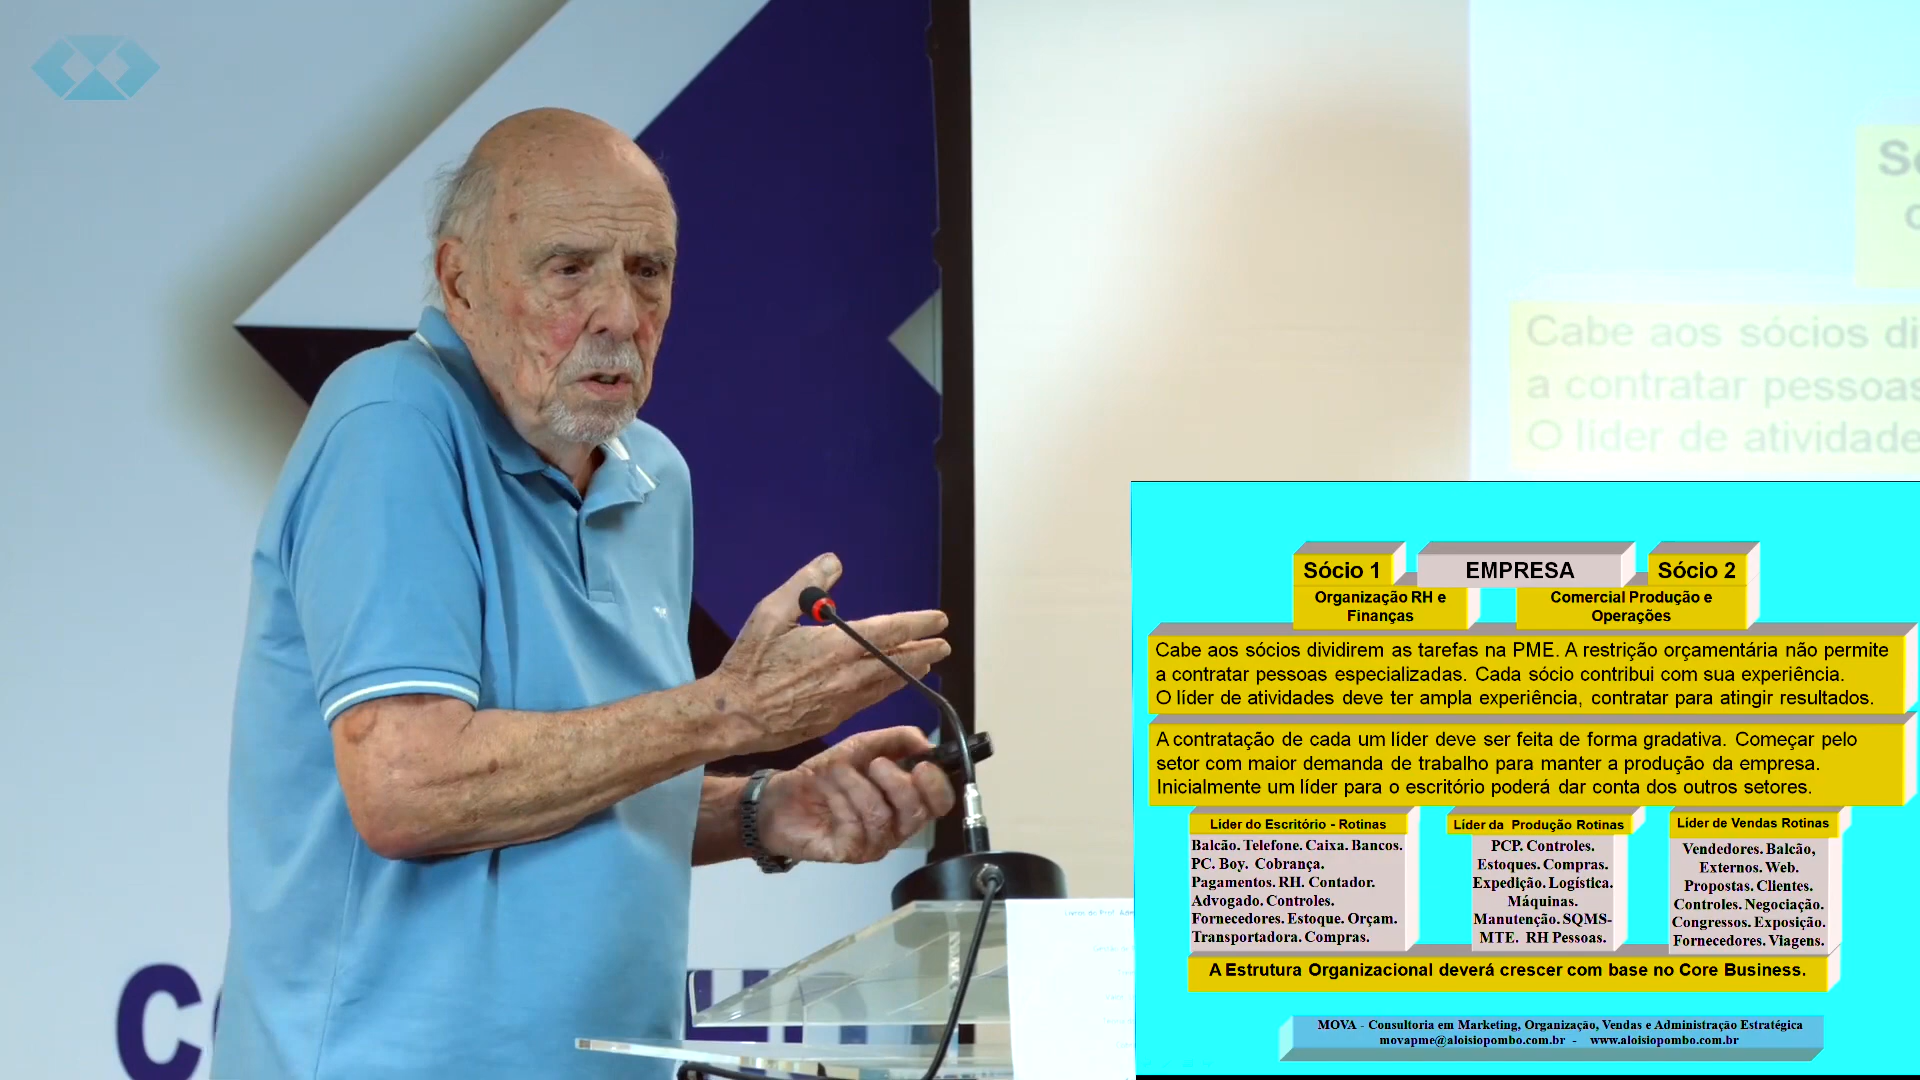 Cabe aos sócios di
a contratar pessoas
O líder de atividade
Sócio 1
EMPRESA
Sócio 2
Organização RH e
Finanças
Comercial Produção e
Operações
Cabe aos sócios dividirem as tarefas na PME. A restrição orçamentária não permite
a contratar pessoas especializadas. Cada sócio contribui com sua experiência.
O líder de atividades deve ter ampla experiência, contratar para atingir resultados.
A contratação de cada um líder deve ser feita de forma gradativa. Começar pelo
setor com maior demanda de trabalho para manter a produção da empresa.
Inicialmente um líder para o escritório poderá dar conta dos outros setores.
Líder do Escritório - Rotinas
Balcão. Telefone. Caixa. Bancos.
PC. Boy. Cobrança.
Pagamentos. RH. Contador.
Advogado. Controles.
Fornecedores. Estoque. Orçam.
Transportadora. Compras.
Líder da Produção Rotinas
PCP. Controles.
Estoques. Compras.
Expedição. Logística.
Máquinas.
Manutenção. SQMS-
MTE. RH Pessoas.
Líder de Vendas Rotinas
Vendedores. Balcão,
Externos. Web.
Propostas. Clientes.
Controles. Negociação.
Congressos. Exposição.
Fornecedores. Viagens.
A Estrutura Organizacional deverá crescer com base no Core Business.
MOVA - Consultoria em Marketing, Organização, Vendas e Administração Estratégica
movapme@aloisiopombo.com.br - www.aloisiopombo.com.br